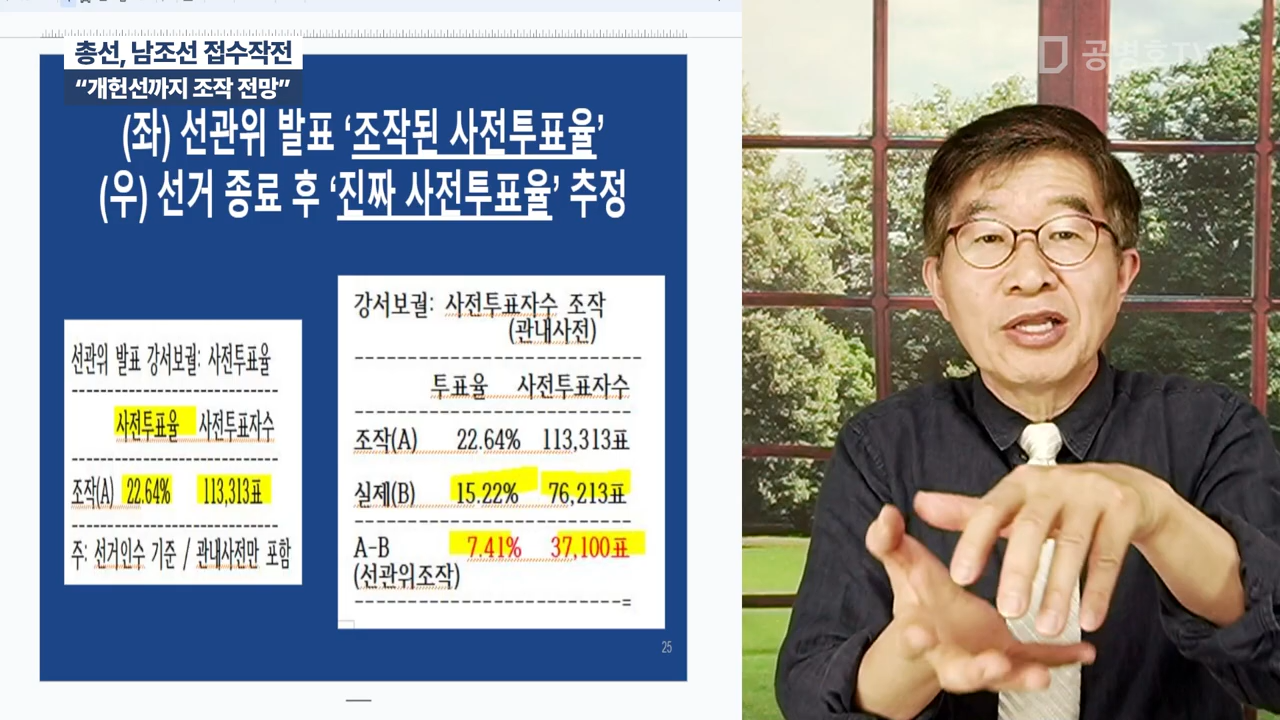 총선, 남조선 접수작전
“개헌선까지 조작 전망”
(좌) 선관위 발표 ‘조작된 사전투표율’
(우) 선거 종료 후 ‘진짜 사전투표율’ 추정
선관위 발표 강서보궐: 사전투표율
사전투표율 사전투표자수
조작(A) 22.64% 113,313표
주: 선거인수 기준 / 관내사전만 포함
강서보궐: 사전투표자수 조작
(관내사전)
투표율 사전투표자수
조작(A) 22.64% 113,313표
실제(B) 15.22% 76,213표
A-B 7.41% 37,100표
(선관위조작)
25
공병호TV